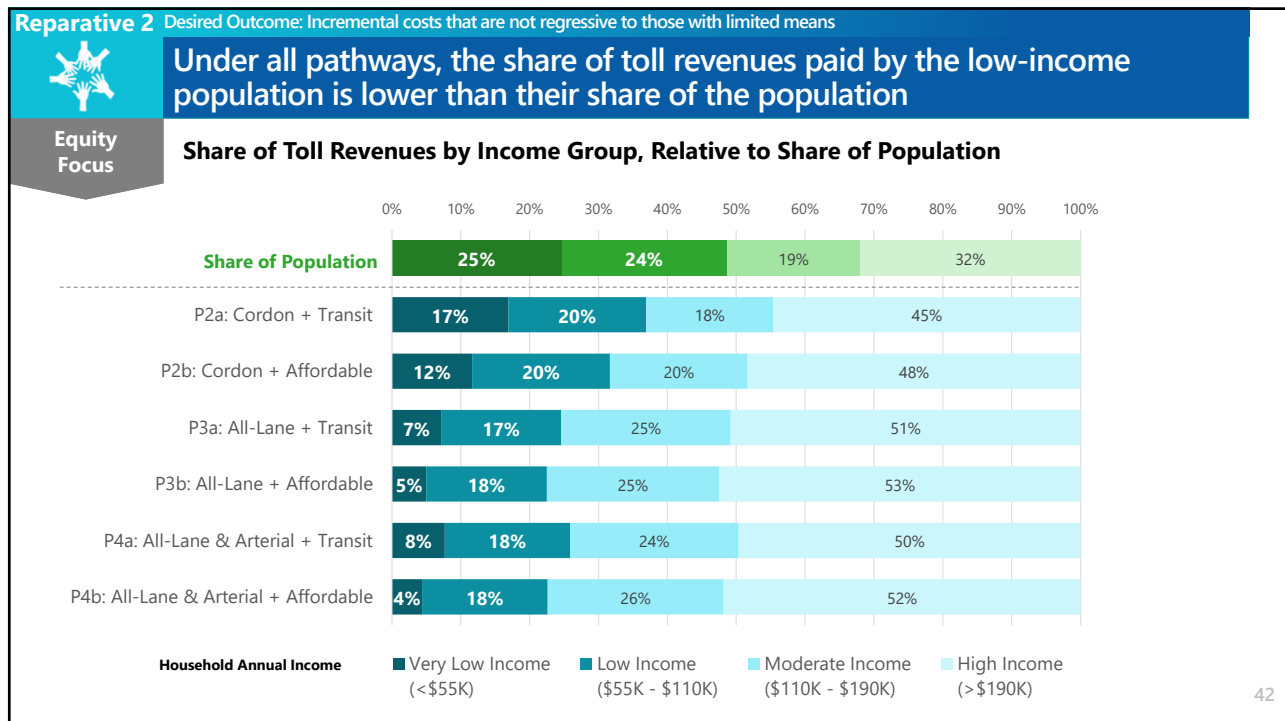 Reparative 2
Desired Outcome: Incremental costs that are not regressive to those with limited means
Under all pathways, the share of toll revenues paid by the low-income
population is lower than their share of the population
Equity
Focus
Share of Toll Revenues by Income Group, Relative to Share of Population
0% 10% 20% 30% 40% 50% 60% 70% 80% 90% 100%
Share of Population 25% 24% 19% 32%
P2a: Cordon + Transit 17% 20% 18% 45%
P2b: Cordon + Affordable 12% 20% 20% 48%
P3a: All-Lane + Transit 7% 17% 25% 51%
P3b: All-Lane + Affordable 5% 18% 25% 53%
P4a: All-Lane & Arterial + Transit 8% 18% 24% 50%
P4b: All-Lane & Arterial + Affordable 4% 18% 26% 52%
Household Annual Income
Very Low Income
(<$55K)
Low Income
($55K - $110K)
Moderate Income
($110K - $190K)
High Income
(>$190K)
42